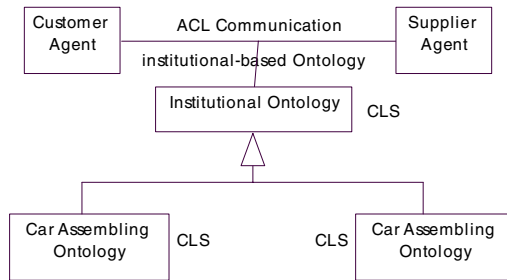 Customer
Agent
ACL Communication
Supplier
Agent
institutional-based Ontology
Institutional Ontology
CLS
Car Assembling
Ontology
CLS
CLS
Car Assembling
Ontology